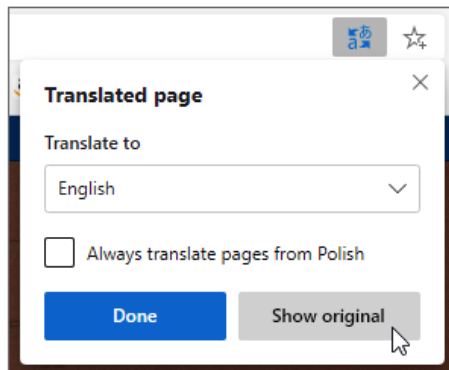 Translated page
Translate to
English
Always translate pages from Polish
Done
Show original